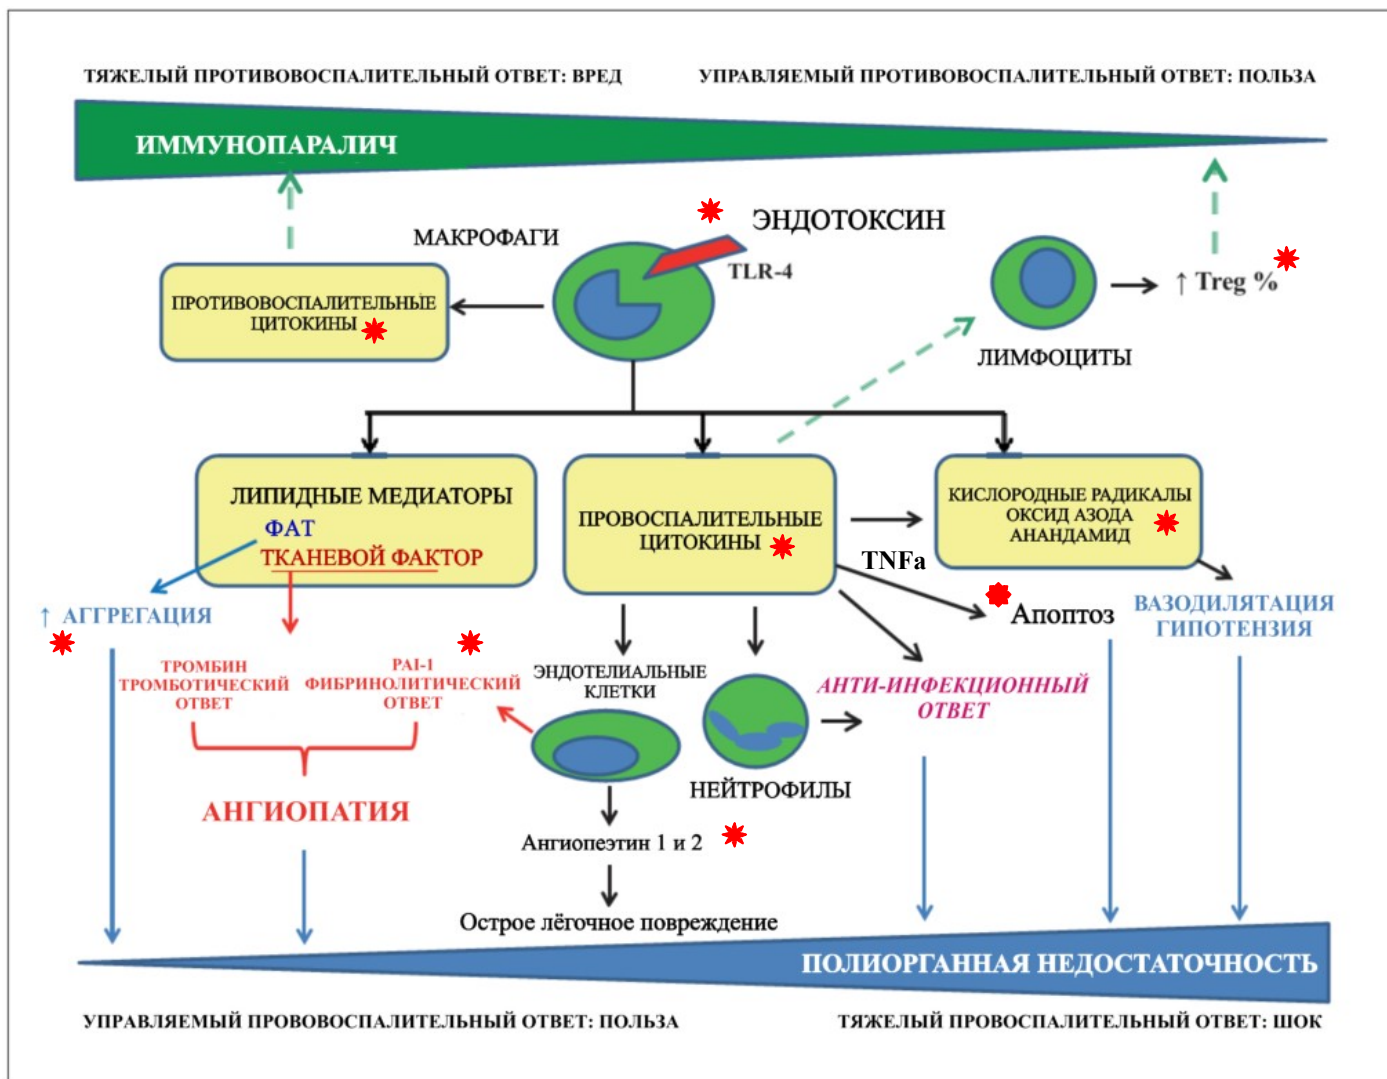 ТЯЖЕЛЫЙ ПРОТИВОВОСПАЛИТЕЛЬНЫЙ ОТВЕТ: ВРЕД
УПРАВЛЯЕМЫЙ ПРОТИВОВСПАЛИТЕЛЬНЫЙ ОТВЕТ: ПОЛЬЗА
ИММУНОПАРАЛИЧ
МАКРОФАГИ
ЭНДОТОКСИН
TLR-4
ПРОТИВОВОСПАЛИТЕЛЬНЫЕ
ЦИТОКИНЫ
↑ Treg %
ЛИМФОЦИТЫ
ЛИПИДНЫЕ МЕДИАТОРЫ
ФАТ
ТКАНЕВОЙ ФАКТОР
ПРОВОСПАЛИТЕЛЬНЫЕ
ЦИТОКИНЫ
КИСЛОРОДНЫЕ РАДИКАЛЫ
ОКСИД АЗОДА
АНАНДАМИД
TNFa
↑ АГГРЕГАЦИЯ
Апоптоз
ВАЗОДИЛЯТАЦИЯ
ГИПОТЕНЗИЯ
ТРОМБИН
ТРОМБОТИЧЕСКИЙ
ОТВЕТ
PAI-1
ФИБРИНОЛИТИЧЕСКИЙ
ОТВЕТ
ЭНДОТЕЛИАЛЬНЫЕ
КЛЕТКИ
АНТИ-ИНФЕКЦИОННЫЙ
ОТВЕТ
НЕЙТРОФИЛЫ
АНГИОПАТИЯ
Ангиопеэтин 1 и 2
Острое лёгочное повреждение
ПОЛИОРГАННАЯ НЕДОСТАТОЧНОСТЬ
УПРАВЛЯЕМЫЙ ПРОВОВОСПАЛИТЕЛЬНЫЙ ОТВЕТ: ПОЛЬЗА
ТЯЖЕЛЫЙ ПРОВОСПАЛИТЕЛЬНЫЙ ОТВЕТ: ШОК